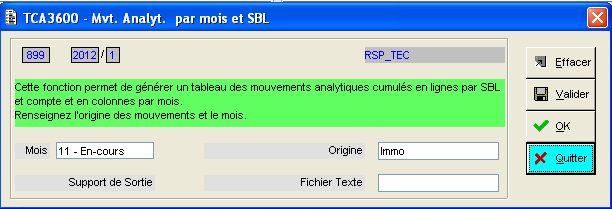 TCA3600 - Mvt. Analyt.  par mois et SBL
899 2012 / 1 RSP_TEC
Cette fonction permet de générer un tableau des mouvements analytiques cumulés en lignes par SBL
et compte et en colonnes par mois.
Renseignez l'origine des mouvements et le mois.
Mois 11 - En-cours Origine Immo
Support de Sortie Fichier Texte
Effacer
Valider
OK
Quitter